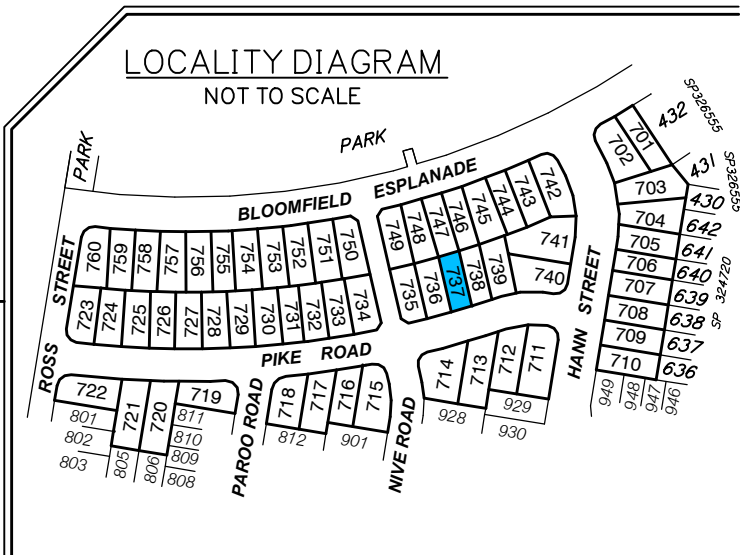 LOCALITY DIAGRAM
NOT TO SCALE
PARK
PARK
BLOOMFIELD ESPLANADE
ROSS STREET
PIKE ROAD
PAROO ROAD
NIVE ROAD
HANN STREET
760 759 758 757 756 755 754 753 752 751 750
723 724 725 726 727 728 729 730 731 732 733 734
749 748 747 746 745 744 743 742
741
740
735 736 737 738 739
722 721 720 719
801
802
803
805 806
811
810
809
808
718 717 716 715
812 901
714 713 712 711
928 929
930
702 701 432 SP326555
703 431 SP326555
430
704 642
705 641
706 640
707 639
708 638
709 637
710 636
SP 324720
949 948 947 946